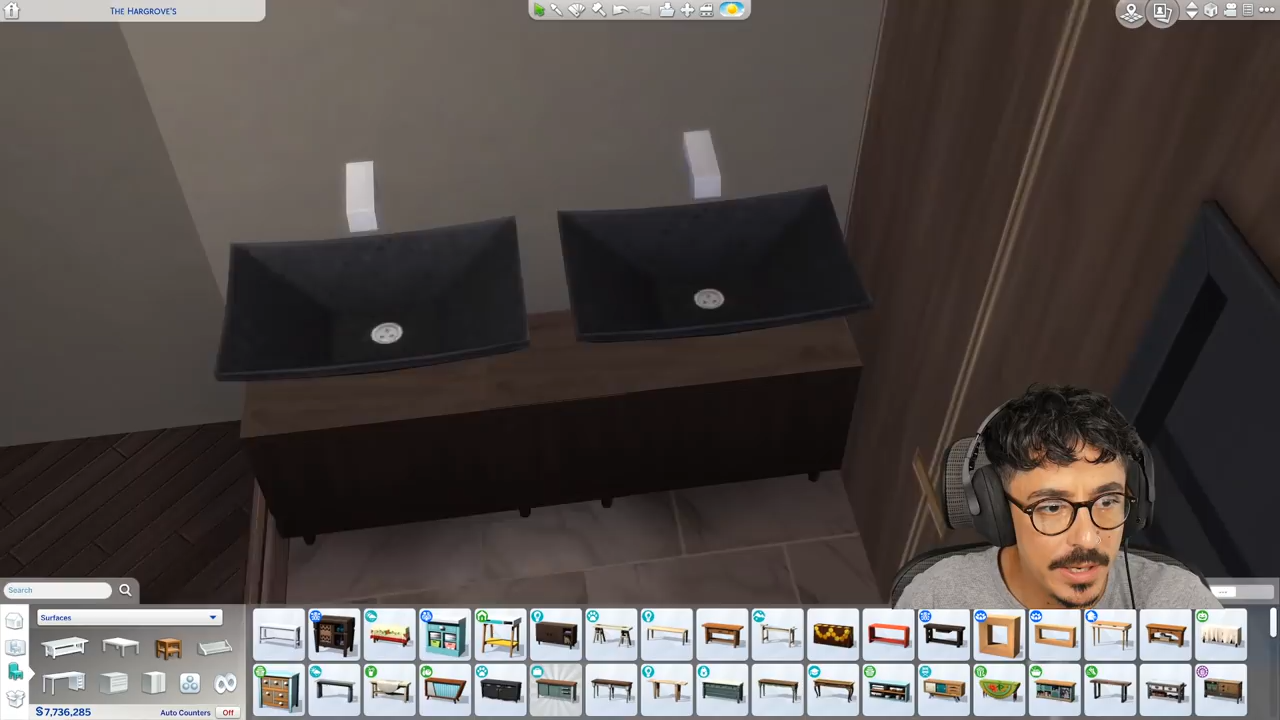 THE HARGROVE'S
Search
Surfaces
§7,736,285
Auto Counters
Off